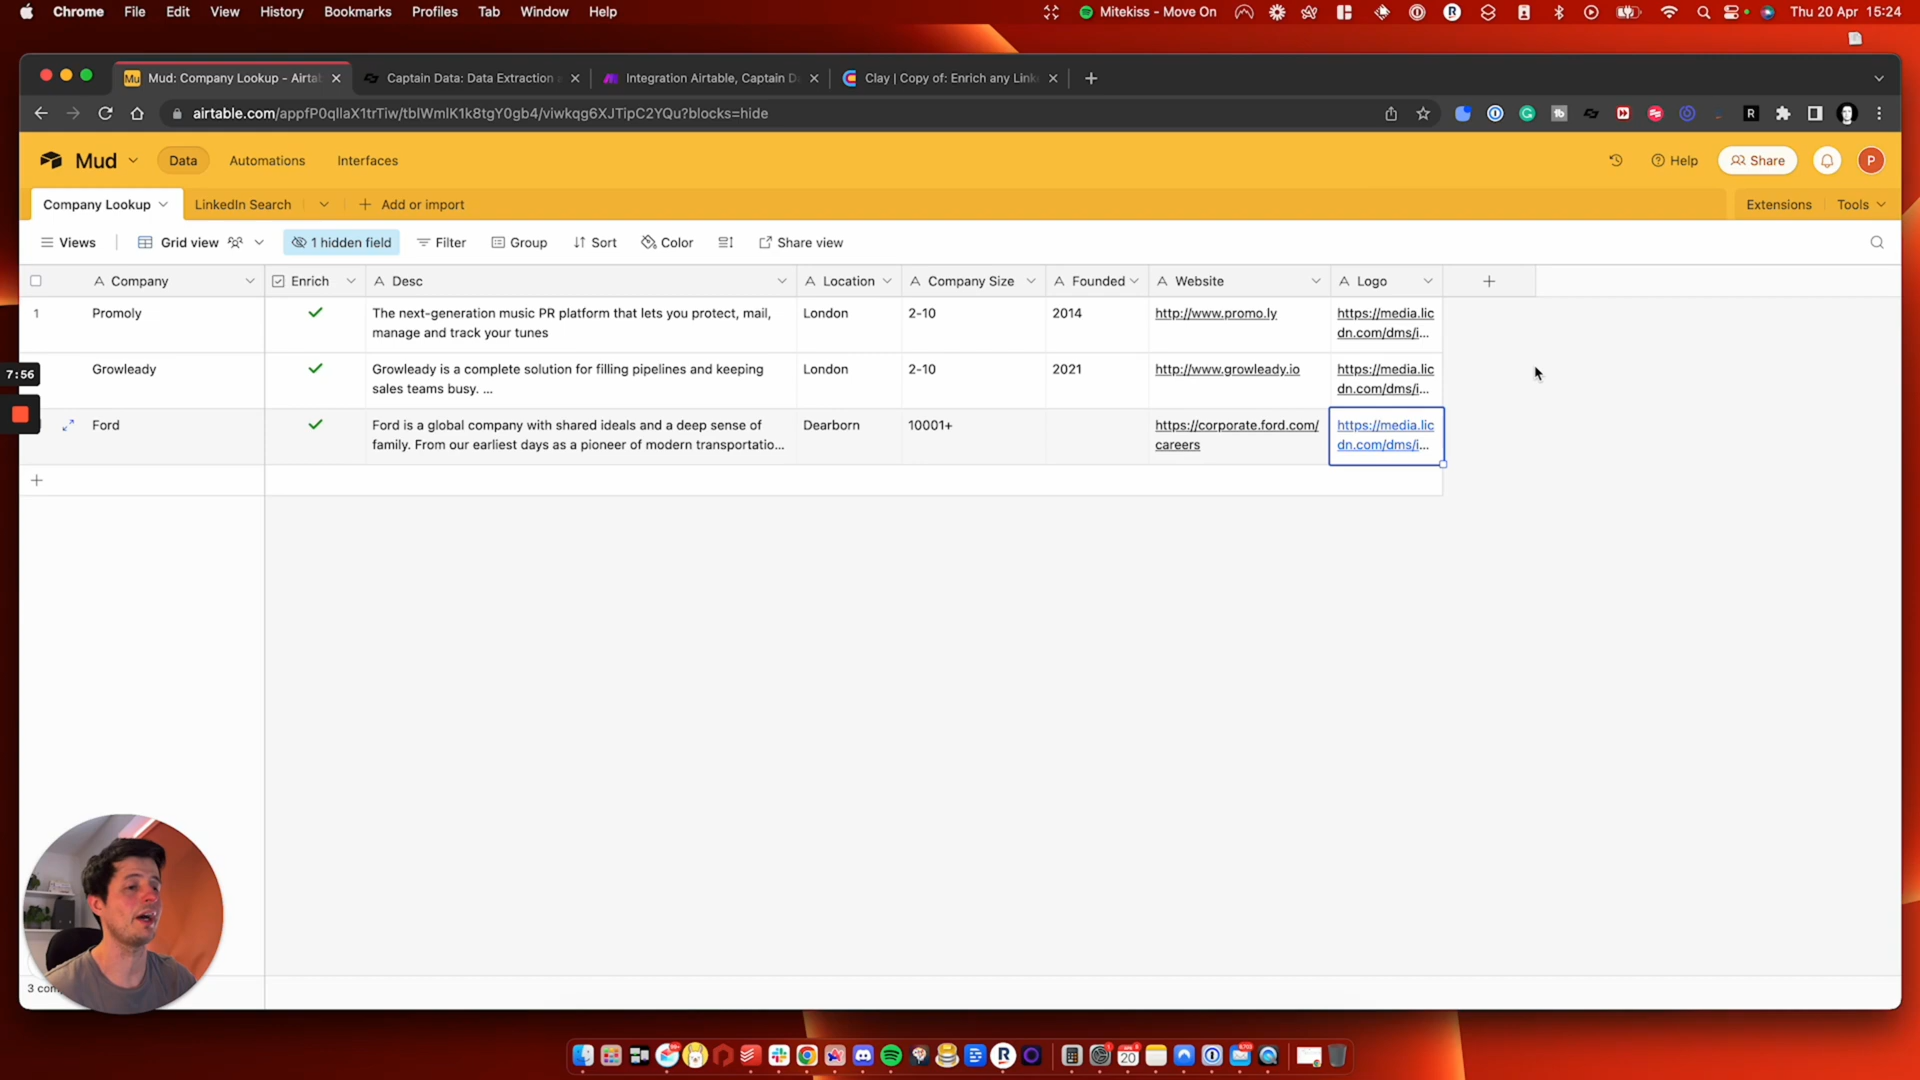 Chrome File Edit View History Bookmarks Profiles Tab Window Help Mitekiss - Move On Thu 20 Apr 15:24
Mu Mud: Company Lookup - Airtab Captain Data: Data Extraction Integration Airtable, Captain D Clay | Copy of: Enrich any Link
airtable.com/appfP0qllaX1trTiw/tblWmlK1k8tgY0gb4/viwkqg6XJTipC2YQu?blocks=hide
Mud Data Automations Interfaces Help Share P
Company Lookup LinkedIn Search Add or import Extensions Tools
Views Grid view 1 hidden field Filter Group Sort Color Share view
Company Enrich Desc Location Company Size Founded Website Logo
1 Promoly The next-generation music PR platform that lets you protect, mail, London 2-10 2014 http://www.promo.ly https://media.lic
manage and track your tunes dn.com/dms/i...
7:56
Growleady Growleady is a complete solution for filling pipelines and keeping London 2-10 2021 http://www.growleady.io https://media.lic
sales teams busy. ... dn.com/dms/i...
Ford Ford is a global company with shared ideals and a deep sense of Dearborn 10001+ https://corporate.ford.com/ https://media.lic
family. From our earliest days as a pioneer of modern transportatio... careers dn.com/dms/i...
3 com